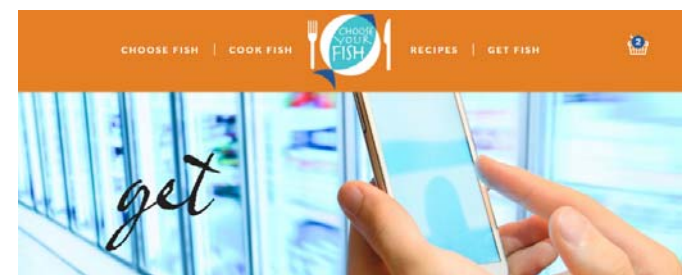 CHOOSE FISH | COOK FISH
CHOOSE
YOUR
FISH
RECIPES | GET FISH
2
get